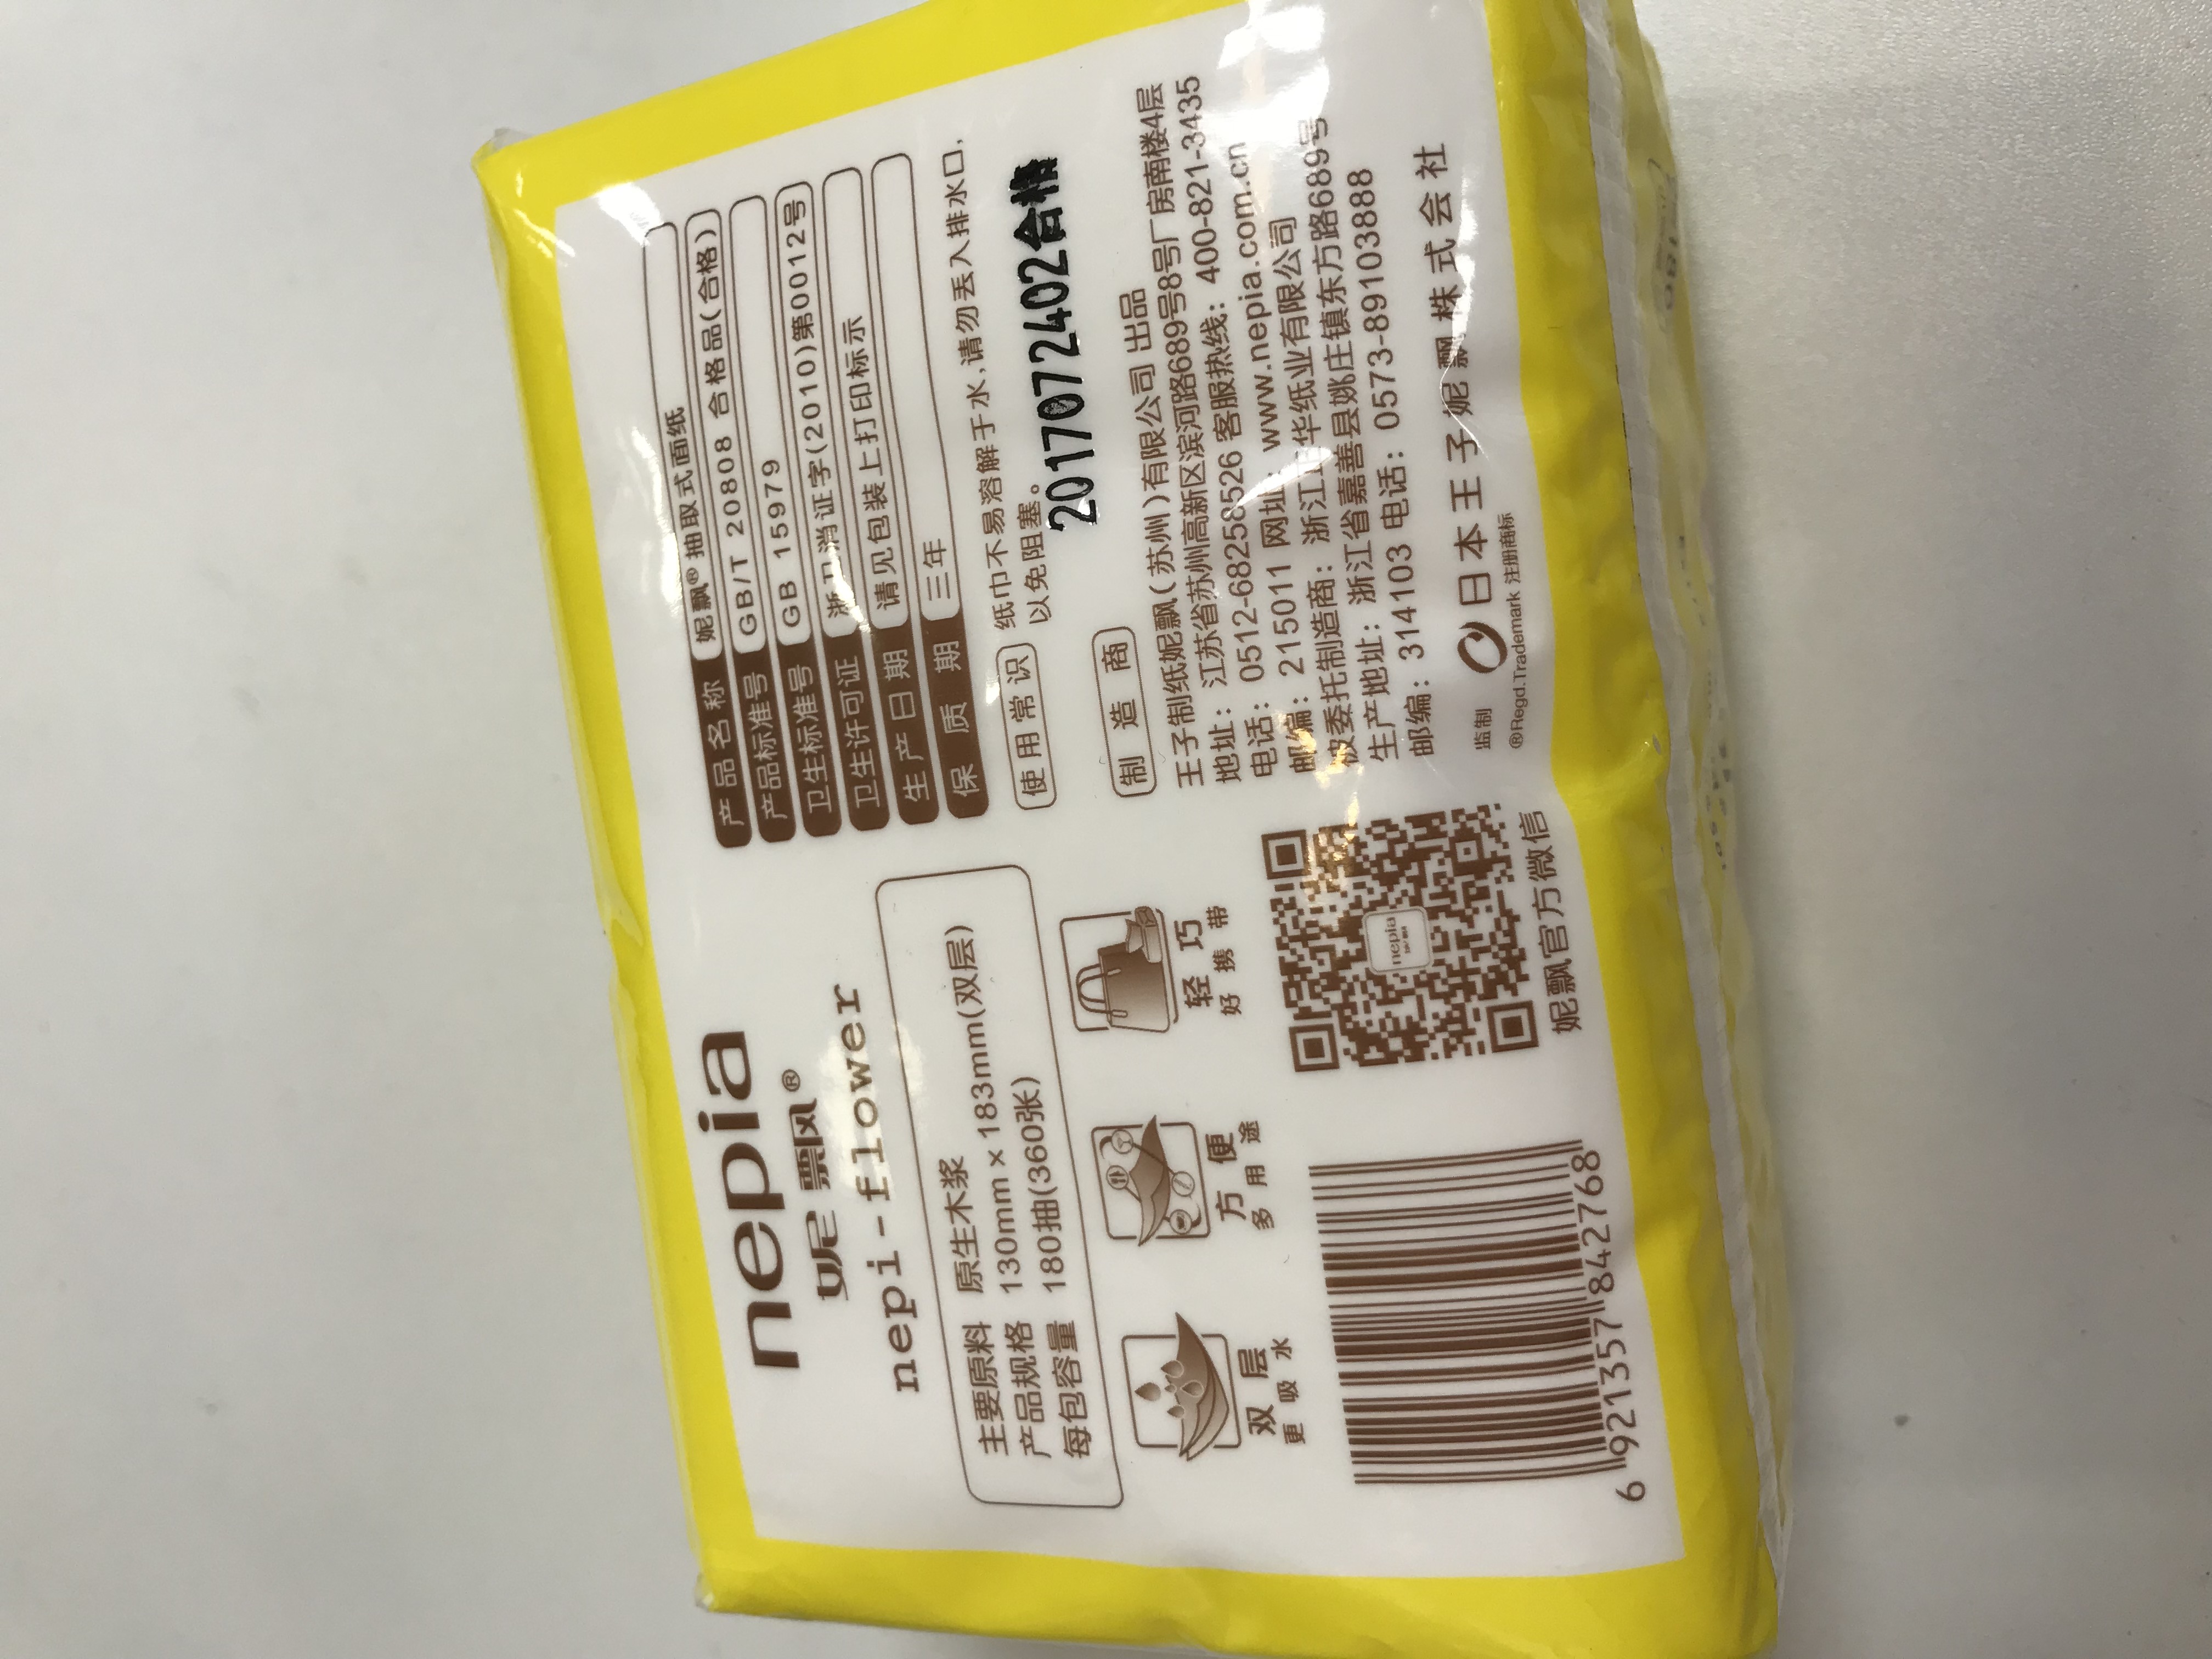 nepia
妮飘®
nepi-flower
主要原料 原生木浆
产品规格 130mm×183mm(双层)
每包容量 180抽(360张)
双层
更吸水
方便
多用途
轻巧
好携带
6 921357 842768
nepia
妮飘官方微信
产品名称 妮飘®抽取式面纸
产品标准号 GB/T 20808 合格品(合格)
卫生标准号 GB 15979
卫生许可证 浙卫消证字(2010)第00012号
生产日期 请见包装上打印标示
保质期 三年
使用常识 纸巾不易溶解于水,请勿丢入排水口,
以免阻塞。
2017072402合格
制造商
王子制纸妮飘(苏州)有限公司 出品
地址:江苏省苏州高新区滨河路689号8号厂房南楼4层
电话:0512-68258526 客服热线:400-821-3435
邮编:215011 网址:www.nepia.com.cn
被委托制造商:浙江正华纸业有限公司
生产地址:浙江省嘉善县姚庄镇东方路689号
邮编:314103 电话:0573-89103888
监制 日本王子妮飘株式会社
®Regd.Trademark 注册商标